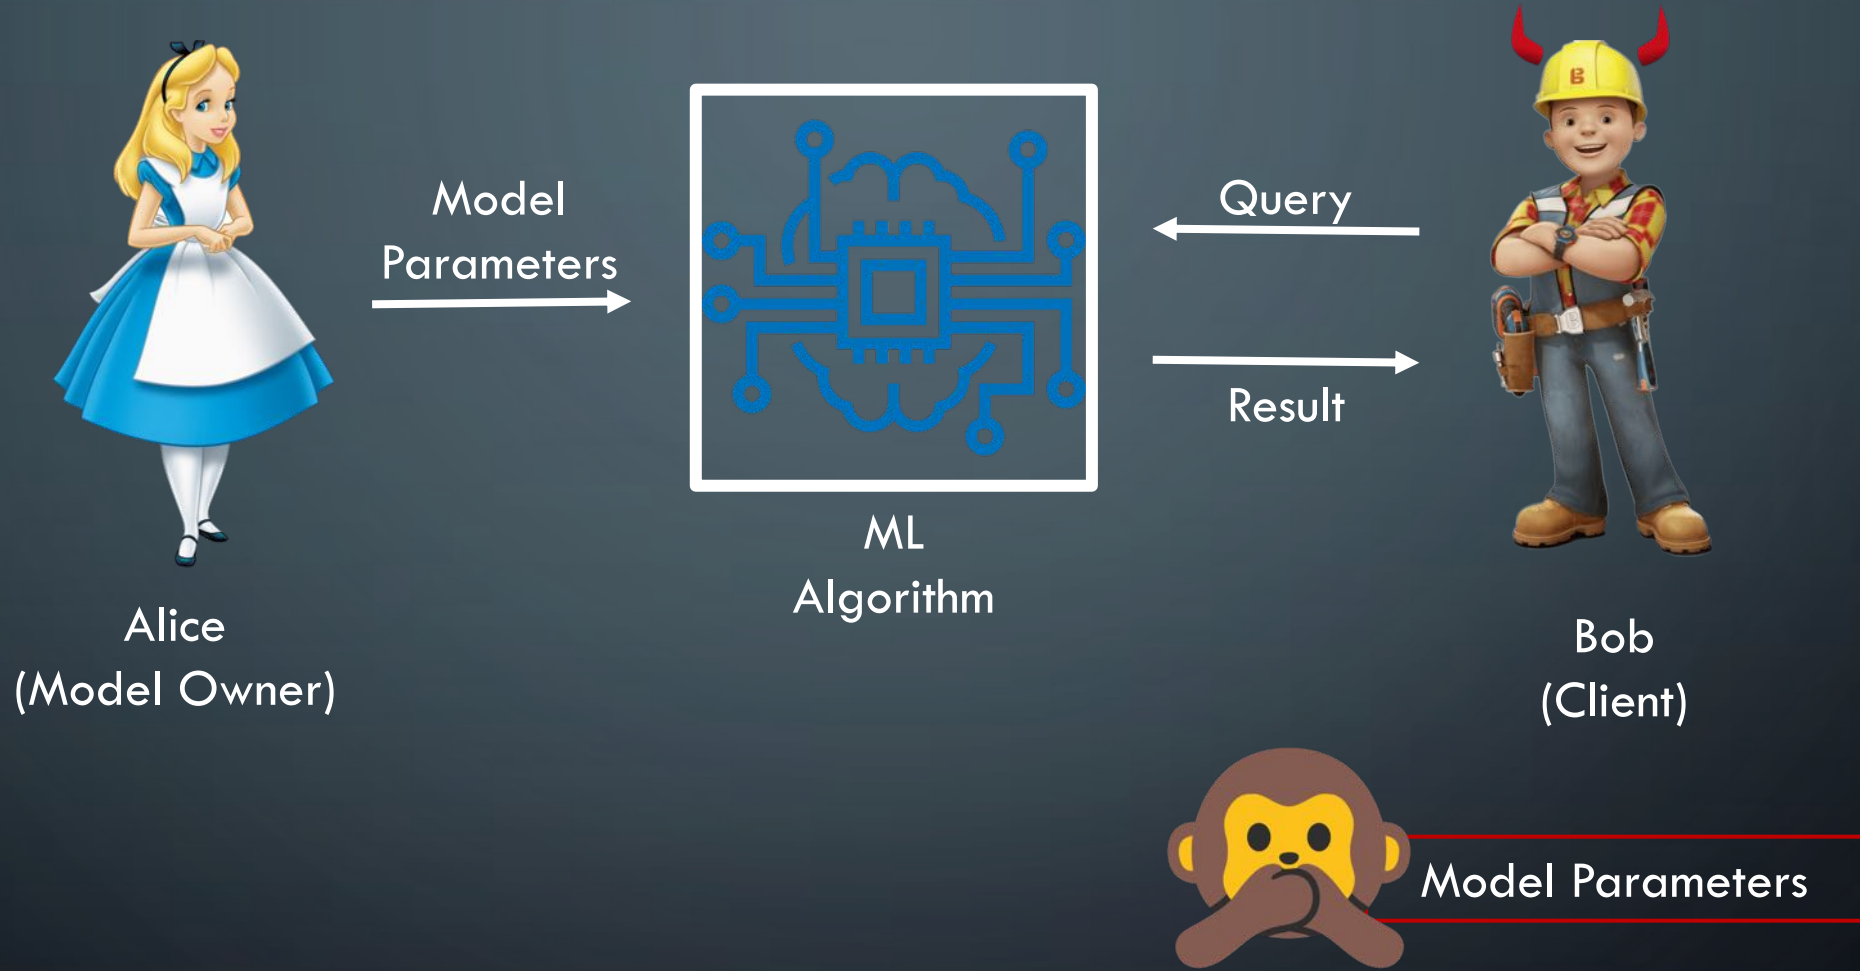 Model
Parameters
Query
Result
B
ML
Algorithm
Alice
(Model Owner)
Bob
(Client)
Model Parameters